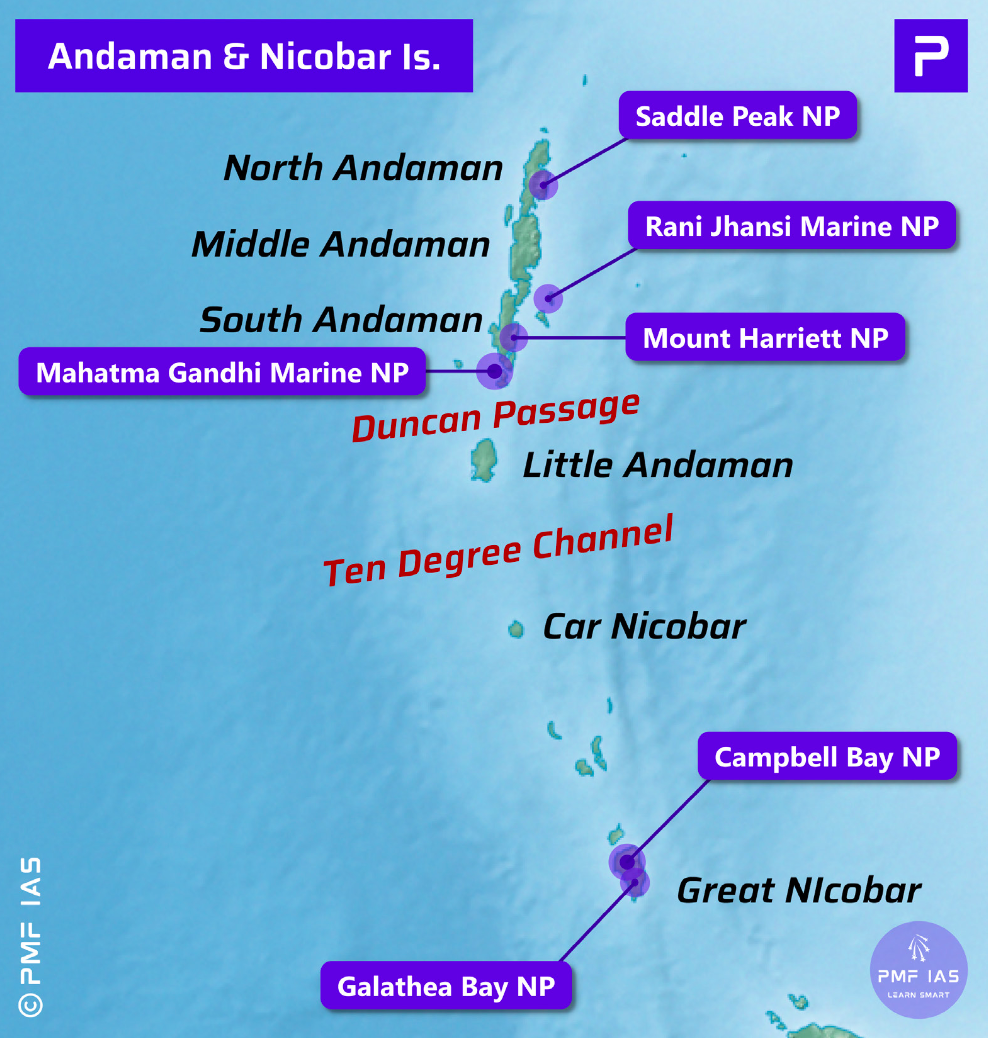 Andaman & Nicobar Is.
P
Saddle Peak NP
North Andaman
Rani Jhansi Marine NP
Middle Andaman
South Andaman
Mount Harriett NP
Mahatma Gandhi Marine NP
Duncan Passage
Little Andaman
Ten Degree Channel
Car Nicobar
Campbell Bay NP
Great NIcobar
Galathea Bay NP
© PMF IAS
PMF IAS
LEARN SMART